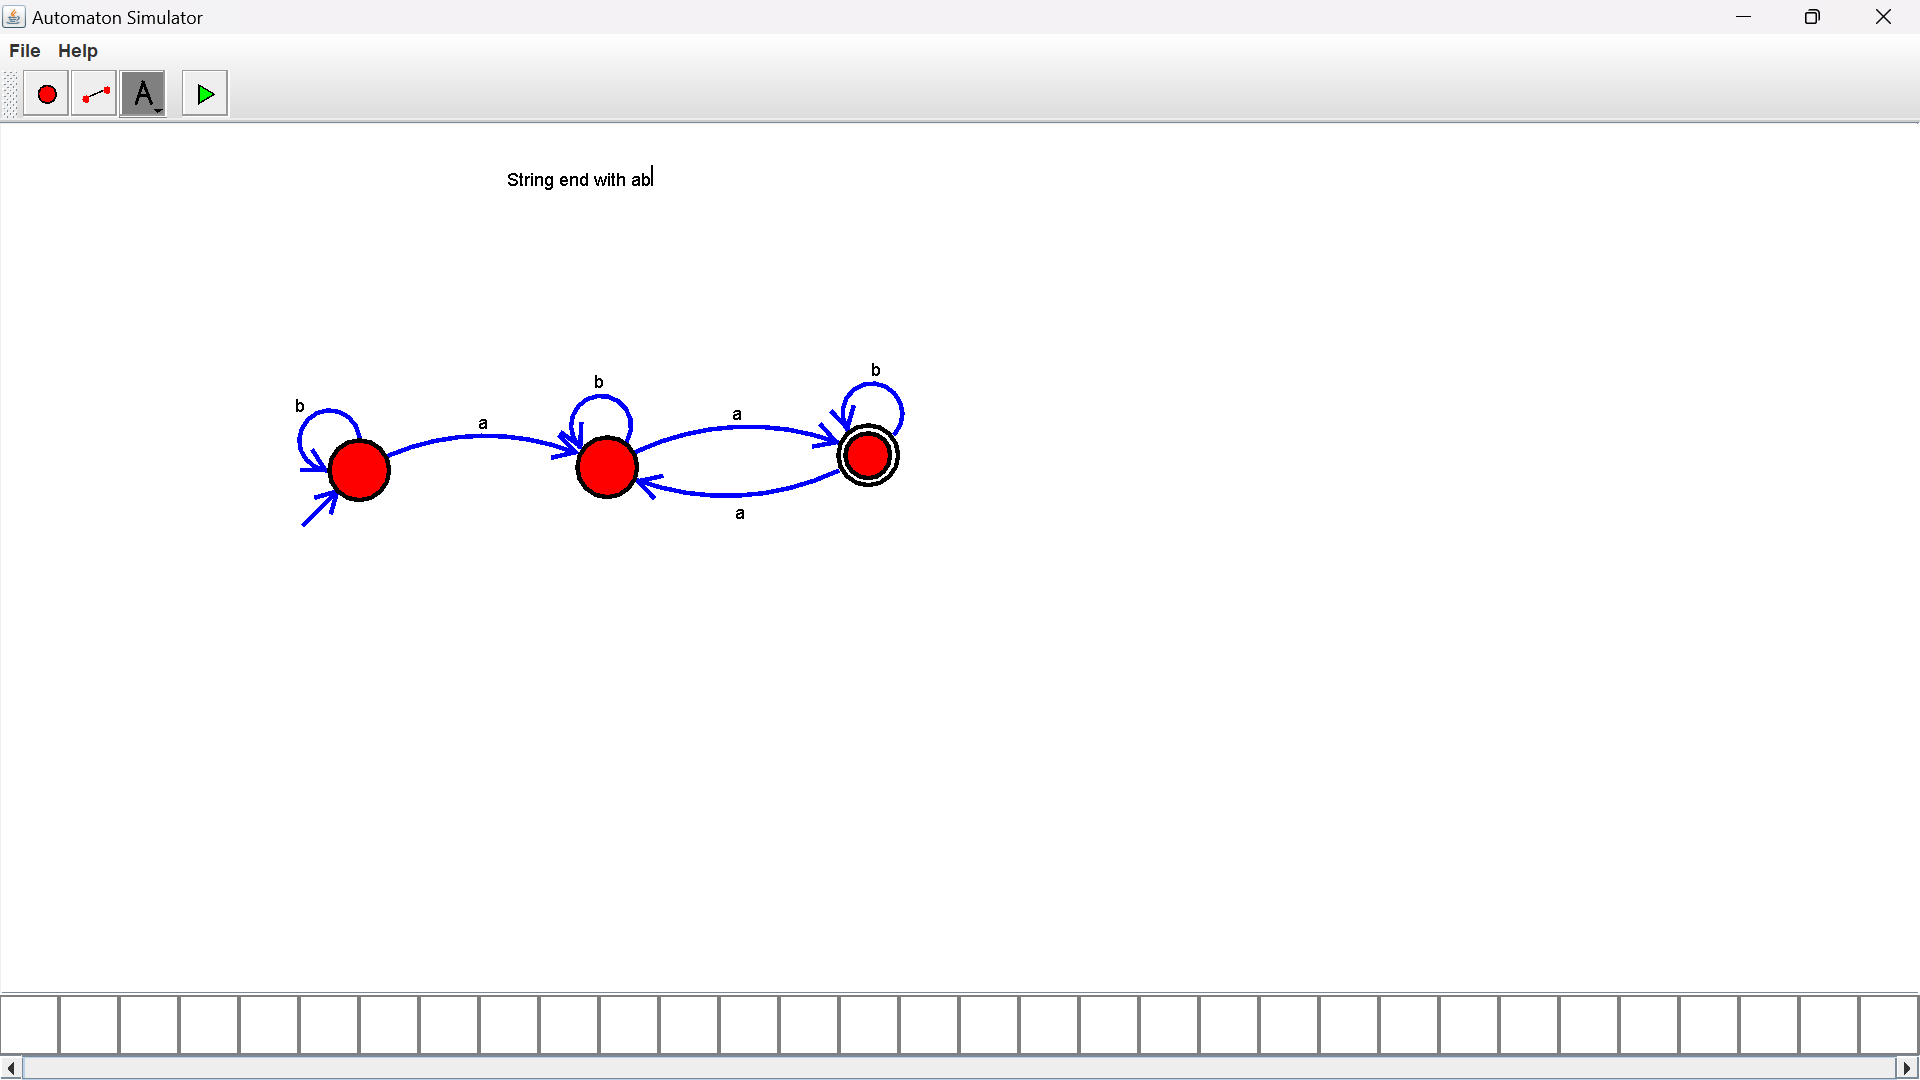 Automaton Simulator
File Help
A
String end with ab
b
b
b
a
a
a